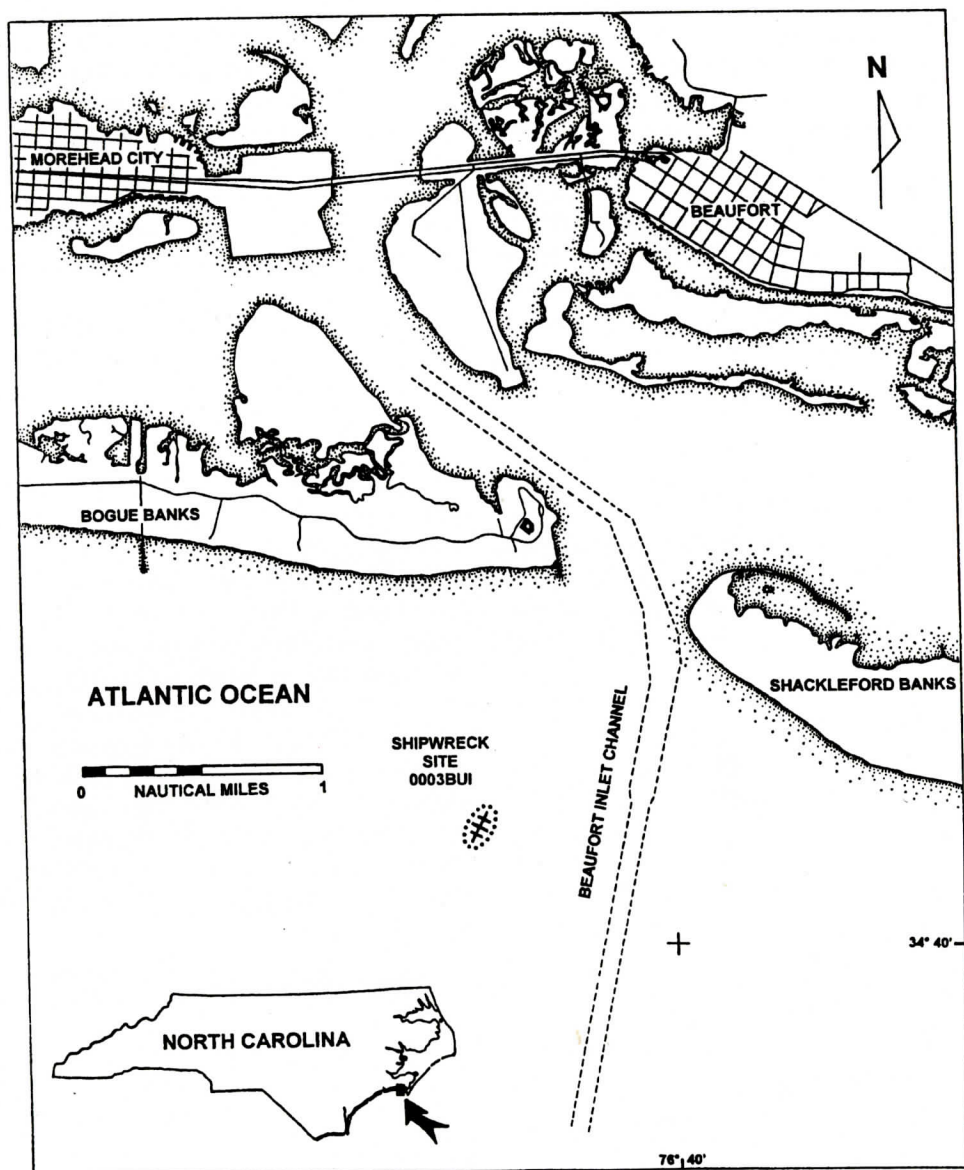 N
MOREHEAD CITY
BEAUFORT
BOGUE BANKS
ATLANTIC OCEAN
SHACKLEFORD BANKS
SHIPWRECK
SITE
0003BUI
0 NAUTICAL MILES 1
BEAUFORT INLET CHANNEL
34° 40'
NORTH CAROLINA
76° 40'